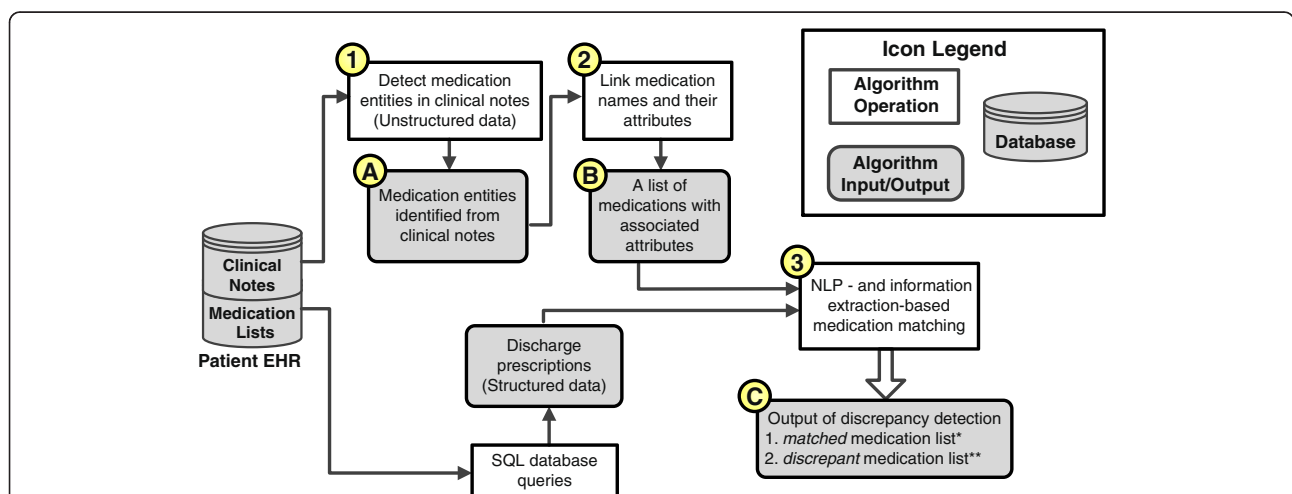 1
Detect medication
entities in clinical notes
(Unstructured data)
2
Link medication
names and their
attributes
Icon Legend
Algorithm
Operation
Database
Algorithm
Input/Output
A
Medication entities
identified from
clinical notes
B
A list of
medications with
associated
attributes
Clinical
Notes
Medication
Lists
Patient EHR
3
NLP - and information
extraction-based
medication matching
Discharge
prescriptions
(Structured data)
SQL database
queries
C
Output of discrepancy detection
1. matched medication list*
2. discrepant medication list**